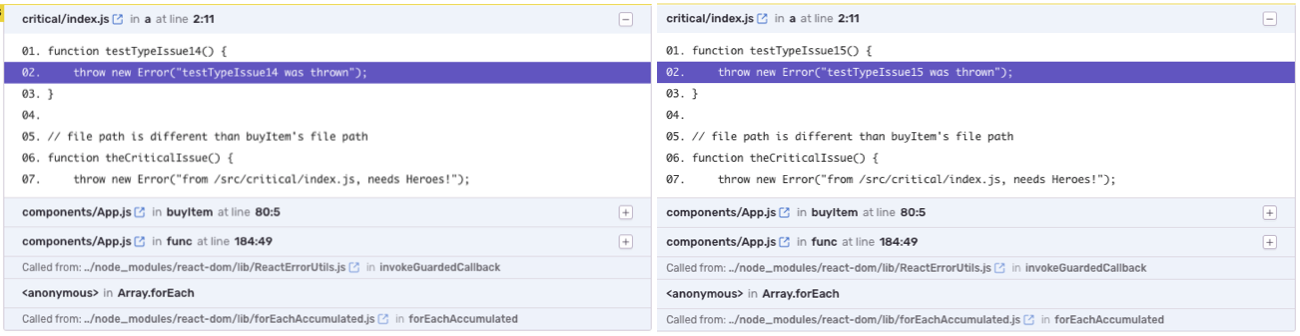 critical/index.js in a at line 2:11
01. function testTypeIssue14() {
02.     throw new Error("testTypeIssue14 was thrown");
03. }
04.
05. // file path is different than buyItem's file path
06. function theCriticalIssue() {
07.     throw new Error("from /src/critical/index.js, needs Heroes!");
components/App.js in buyItem at line 80:5
components/App.js in func at line 184:49
Called from: ../node_modules/react-dom/lib/ReactErrorUtils.js in invokeGuardedCallback
<anonymous> in Array.forEach
Called from: ../node_modules/react-dom/lib/forEachAccumulated.js in forEachAccumulated
critical/index.js in a at line 2:11
01. function testTypeIssue15() {
02.     throw new Error("testTypeIssue15 was thrown");
03. }
04.
05. // file path is different than buyItem's file path
06. function theCriticalIssue() {
07.     throw new Error("from /src/critical/index.js, needs Heroes!");
components/App.js in buyItem at line 80:5
components/App.js in func at line 184:49
Called from: ../node_modules/react-dom/lib/ReactErrorUtils.js in invokeGuardedCallback
<anonymous> in Array.forEach
Called from: ../node_modules/react-dom/lib/forEachAccumulated.js in forEachAccumulated